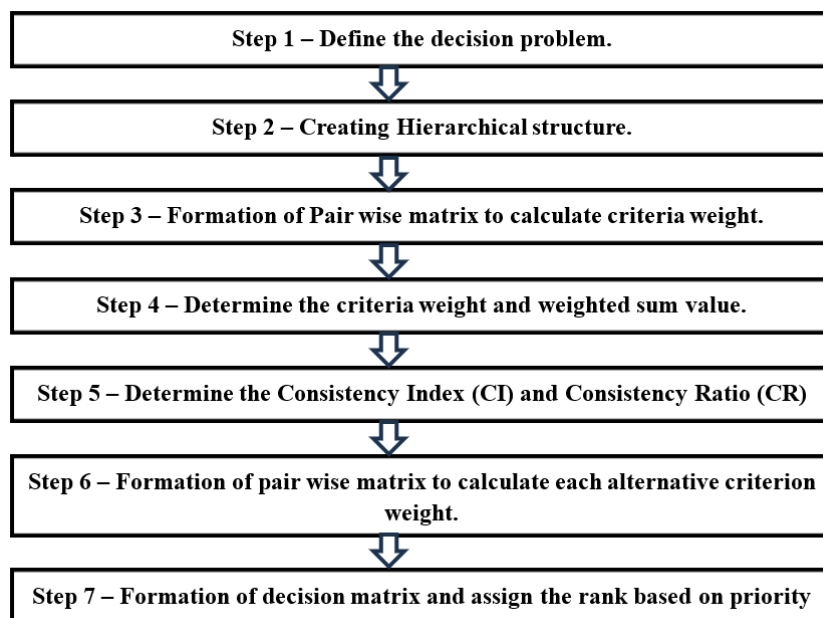 Step 1 – Define the decision problem.
Step 2 – Creating Hierarchical structure.
Step 3 – Formation of Pair wise matrix to calculate criteria weight.
Step 4 – Determine the criteria weight and weighted sum value.
Step 5 – Determine the Consistency Index (CI) and Consistency Ratio (CR)
Step 6 – Formation of pair wise matrix to calculate each alternative criterion
weight.
Step 7 – Formation of decision matrix and assign the rank based on priority